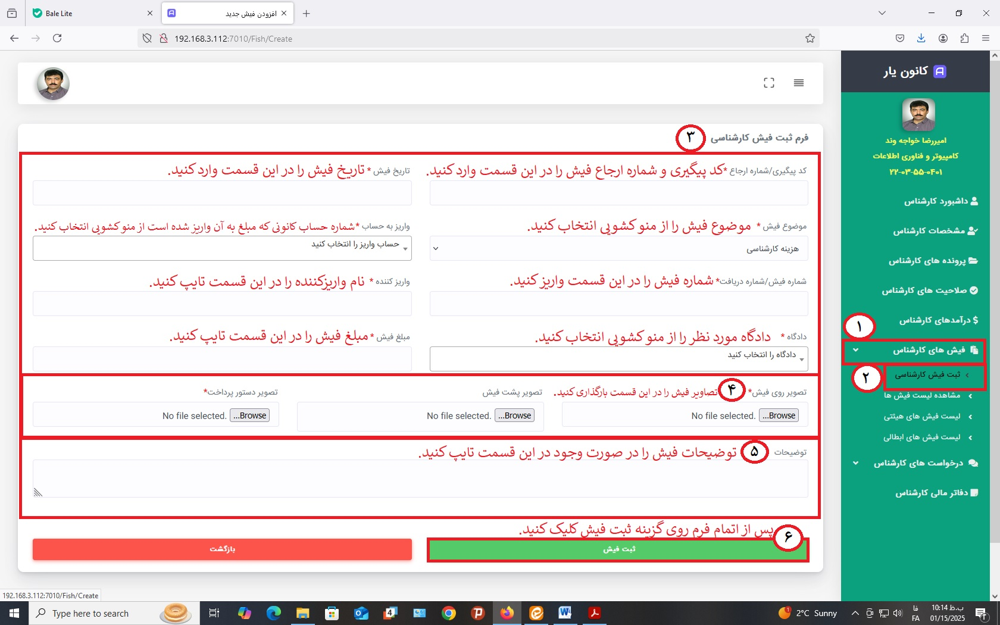 Bale Lite
افزودن فیش جدید
192.168.3.112:7010/Fish/Create
کانون یار
امیررضا خواجه وند
کامپیوتر و فناوری اطلاعات
۲۲-۰۳-۵۵-۰۴۰۱
داشبورد کارشناس
مشخصات کارشناس
پرونده های کارشناس
صلاحیت های کارشناس
درآمدهای کارشناس
۱
فیش های کارشناس
۲
ثبت فیش کارشناسی
مشاهده لیست فیش ها
لیست فیش های هیئتی
لیست فیش های ابطالی
درخواست های کارشناس
دفاتر مالی کارشناس
فرم ثبت فیش کارشناسی ۳
کد پیگیری/شماره ارجاع *کد پیگیری و شماره ارجاع فیش را در این قسمت وارد کنید.
تاریخ فیش * تاریخ فیش را در این قسمت وارد کنید.
موضوع فیش * موضوع فیش را از منو کشویی انتخاب کنید.
هزینه کارشناسی
واریز به حساب *شماره حساب کانونی که مبلغ به آن واریز شده است از منو کشویی انتخاب کنید.
حساب واریز را انتخاب کنید
شماره فیش/شماره دریافت* شماره فیش را در این قسمت واریز کنید.
واریز کننده * نام واریزکننده را در این قسمت تایپ کنید.
دادگاه * دادگاه مورد نظر را از منو کشویی انتخاب کنید.
دادگاه را انتخاب کنید
مبلغ فیش * مبلغ فیش را در این قسمت تایپ کنید.
تصویر روی فیش* ۴ تصاویر فیش را در این قسمت بارگذاری کنید.
Browse... No file selected.
تصویر پشت فیش
Browse... No file selected.
تصویر دستور پرداخت*
Browse... No file selected.
توضیحات ۵ توضیحات فیش را در صورت وجود در این قسمت تایپ کنید.
۶ پس از اتمام فرم روی گزینه ثبت فیش کلیک کنید.
ثبت فیش
بازگشت
192.168.3.112:7010/Fish/Create
Type here to search
2°C Sunny
فا
FA
10:14 ب.ظ
01/15/2025